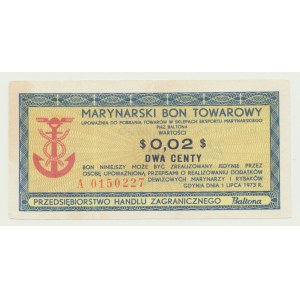 MARYNARSKI BON TOWAROWY
UPOWAŻNIA DO POBRANIA TOWARÓW W SKLEPACH EKSPORTU MARYNARSKIEGO
PHZ BALTONA
WARTOŚCI
$ 0,02 $
DWA CENTY
BON NINIEJSZY MOŻE BYĆ ZREALIZOWANY JEDYNIE PRZEZ
OSOBĘ UPOWAŻNIONĄ PRZEPISAMI O REALIZOWANIU DODATKÓW
DEWIZOWYCH MARYNARZY I RYBAKÓW
A 0150227
GDYNIA DNIA 1 LIPCA 1973 R.
PRZEDSIĘBIORSTWO HANDLU ZAGRANICZNEGO Baltona